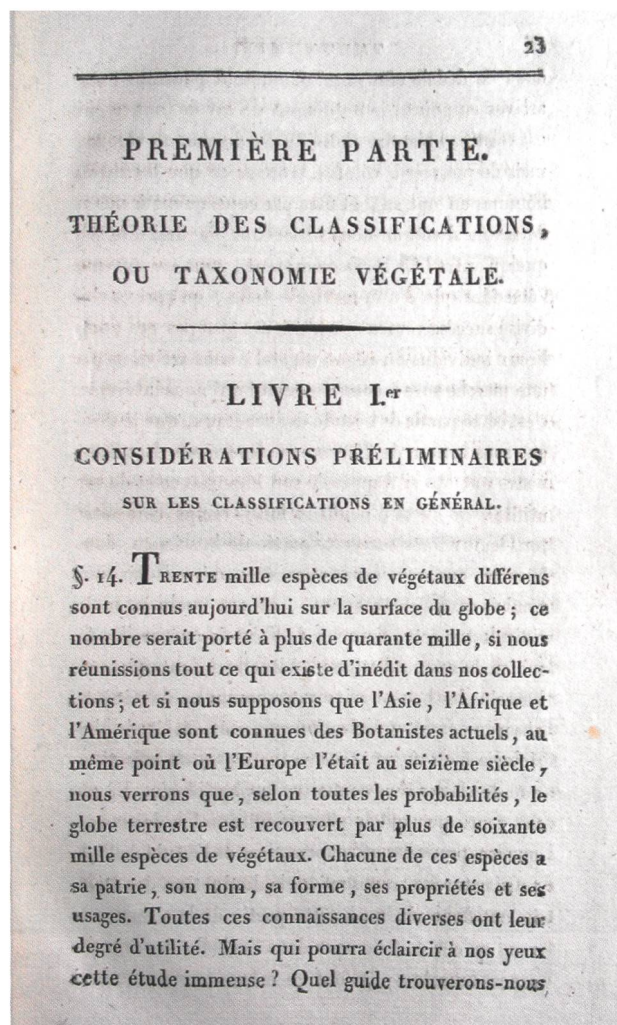 23
PREMIÈRE PARTIE.
THÉORIE DES CLASSIFICATIONS,
OU TAXONOMIE VÉGÉTALE.
LIVRE I.er
CONSIDÉRATIONS PRÉLIMINAIRES
SUR LES CLASSIFICATIONS EN GÉNÉRAL.
§. 14. TRENTE mille espèces de végétaux différens
sont connus aujourd'hui sur la surface du globe ; ce
nombre serait porté à plus de quarante mille, si nous
réunissions tout ce qui existe d'inédit dans nos collec-
tions ; et si nous supposons que l'Asie, l'Afrique et
l'Amérique sont connues des Botanistes actuels, au
même point où l'Europe l'était au seizième siècle,
nous verrons que, selon toutes les probabilités, le
globe terrestre est recouvert par plus de soixante
mille espèces de végétaux. Chacune de ces espèces a
sa patrie, son nom, sa forme, ses propriétés et ses
usages. Toutes ces connaissances diverses ont leur
degré d'utilité. Mais qui pourra éclaircir à nos yeux
cette étude immense ? Quel guide trouverons-nous